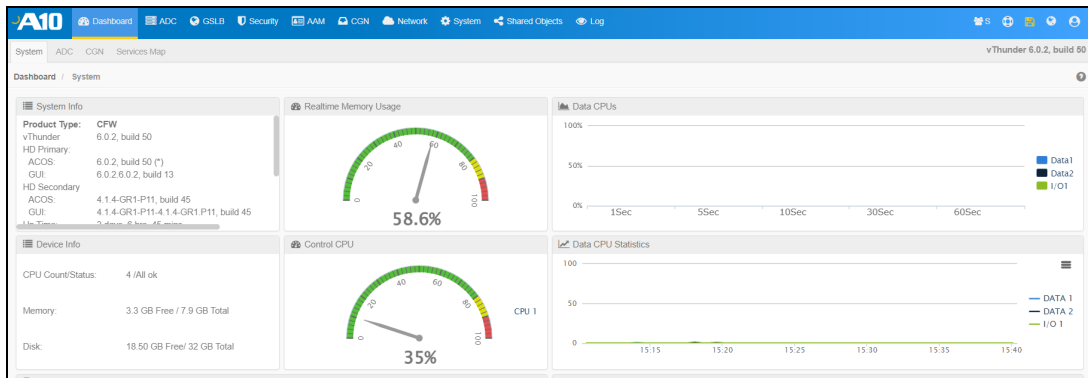 A10 Dashboard ADC GSLB Security AAM CGN Network System Shared Objects Log S
System ADC CGN Services Map vThunder 6.0.2, build 50
Dashboard / System
System Info
Product Type: CFW
vThunder 6.0.2, build 50
HD Primary:
ACOS: 6.0.2, build 50 (*)
GUI: 6.0.2.6.0.2, build 13
HD Secondary
ACOS: 4.1.4-GR1-P11, build 45
GUI: 4.1.4-GR1-P11-4.1.4-GR1.P11, build 45
Realtime Memory Usage
0 20 40 60 80 100
58.6%
Data CPUs
100%
50%
0%
1Sec 5Sec 10Sec 30Sec 60Sec
Data1
Data2
I/O1
Device Info
CPU Count/Status: 4 /All ok
Memory: 3.3 GB Free / 7.9 GB Total
Disk: 18.50 GB Free/ 32 GB Total
Control CPU
0 20 40 60 80 100
CPU 1
35%
Data CPU Statistics
100
50
0
15:15 15:20 15:25 15:30 15:35 15:40
DATA 1
DATA 2
I/O 1